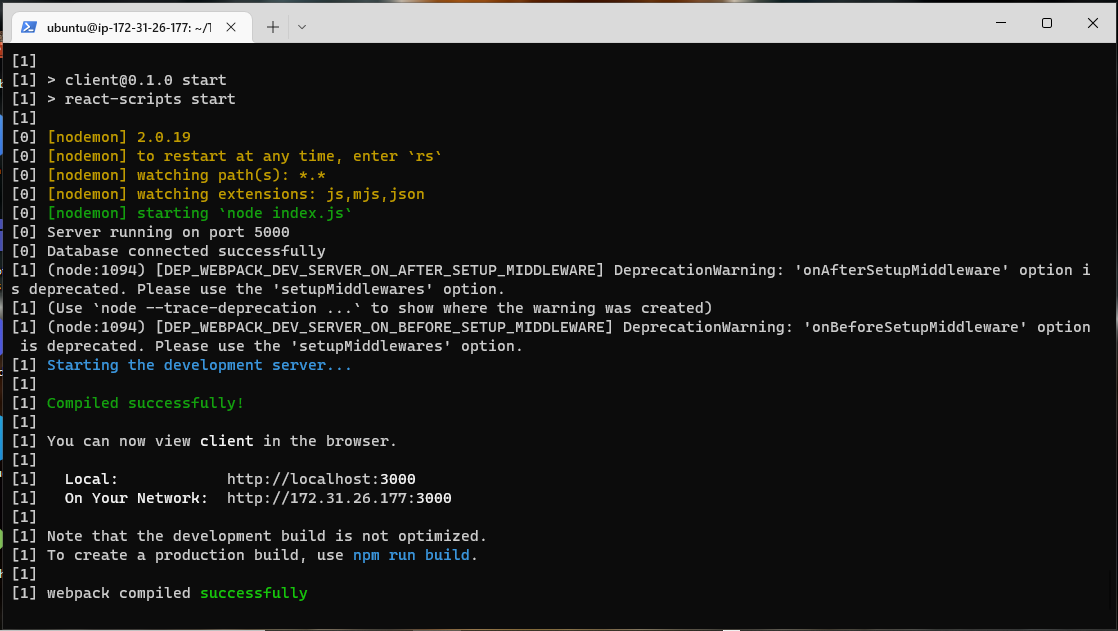 ubuntu@ip-172-31-26-177: ~/
[1]
[1] > client@0.1.0 start
[1] > react-scripts start
[1]
[0] [nodemon] 2.0.19
[0] [nodemon] to restart at any time, enter `rs`
[0] [nodemon] watching path(s): *.*
[0] [nodemon] watching extensions: js,mjs,json
[0] [nodemon] starting `node index.js`
[0] Server running on port 5000
[0] Database connected successfully
[1] (node:1094) [DEP_WEBPACK_DEV_SERVER_ON_AFTER_SETUP_MIDDLEWARE] DeprecationWarning: 'onAfterSetupMiddleware' option i
s deprecated. Please use the 'setupMiddlewares' option.
[1] (Use `node --trace-deprecation ...` to show where the warning was created)
[1] (node:1094) [DEP_WEBPACK_DEV_SERVER_ON_BEFORE_SETUP_MIDDLEWARE] DeprecationWarning: 'onBeforeSetupMiddleware' option
 is deprecated. Please use the 'setupMiddlewares' option.
[1] Starting the development server...
[1]
[1] Compiled successfully!
[1]
[1] You can now view client in the browser.
[1]
[1]   Local:            http://localhost:3000
[1]   On Your Network:  http://172.31.26.177:3000
[1]
[1] Note that the development build is not optimized.
[1] To create a production build, use npm run build.
[1]
[1] webpack compiled successfully